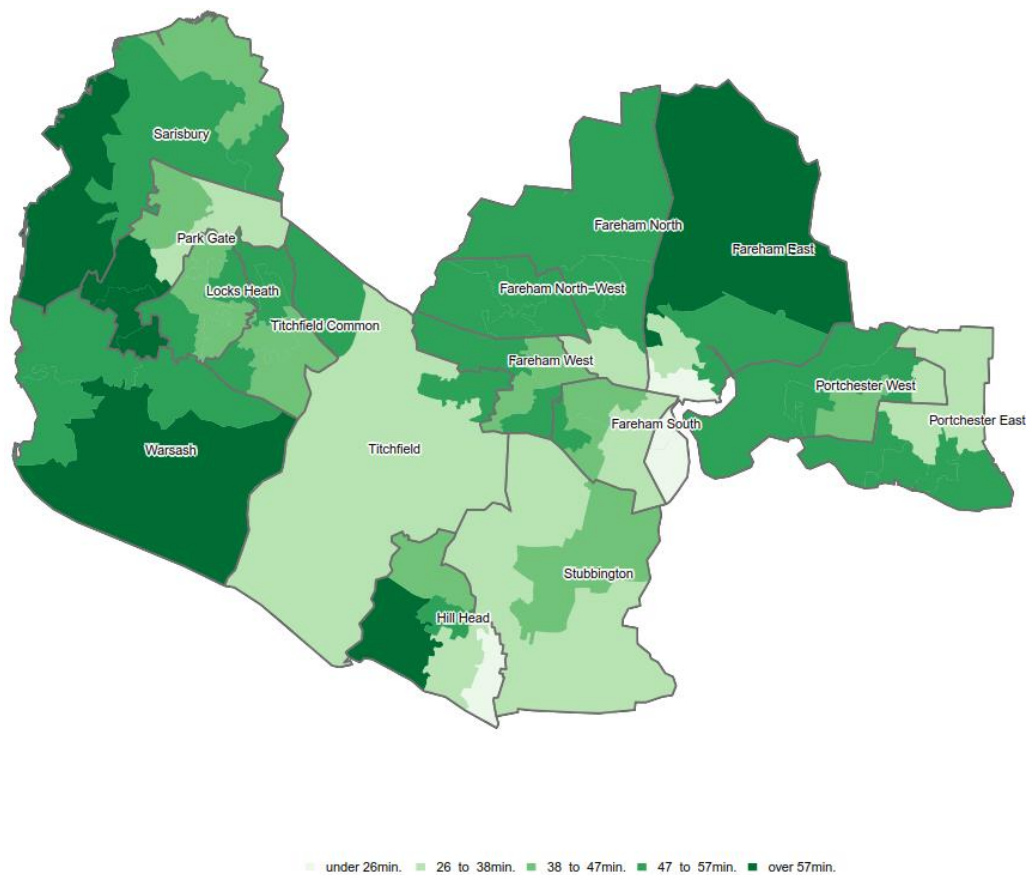 Sarisbury
Fareham North
Park Gate
Fareham East
Locks Heath
Fareham North-West
Titchfield Common
Fareham West
Portchester West
Fareham South
Portchester East
Warsash
Titchfield
Stubbington
Hill Head
under 26min. 26 to 38min. 38 to 47min. 47 to 57min. over 57min.